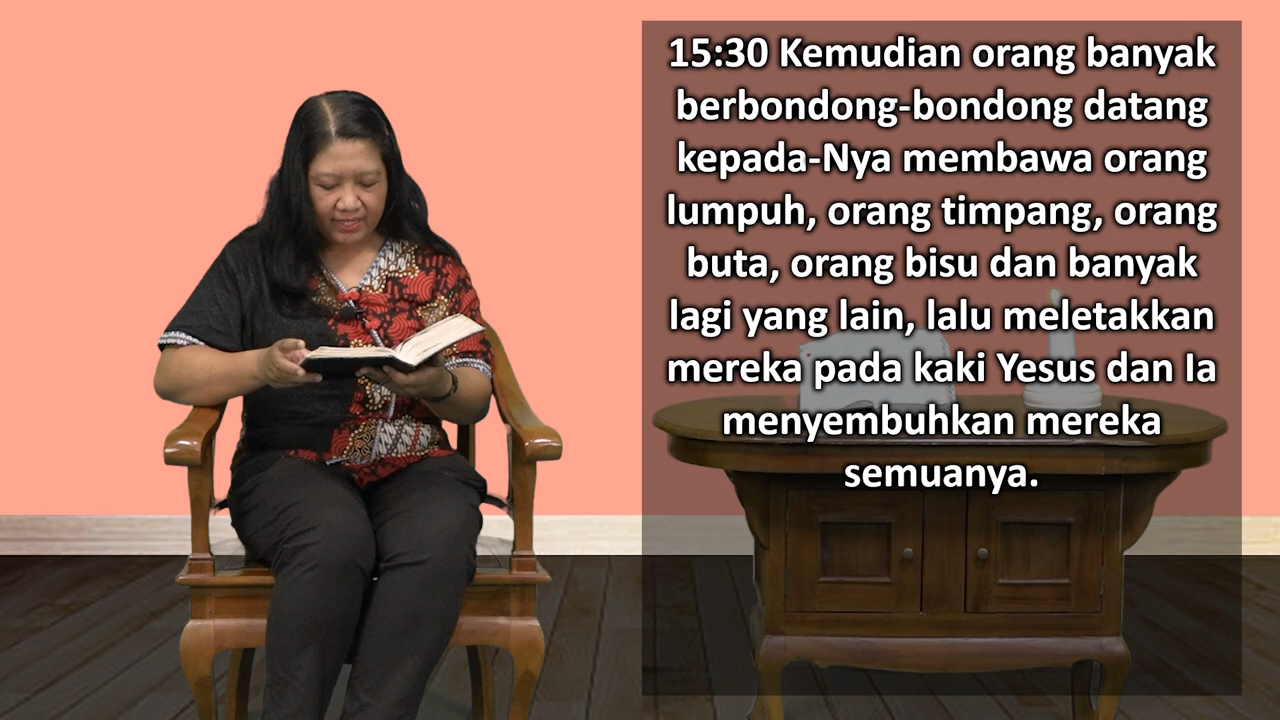 15:30 Kemudian orang banyak
berbondong-bondong datang
kepada-Nya membawa orang
lumpuh, orang timpang, orang
buta, orang bisu dan banyak
lagi yang lain, lalu meletakkan
mereka pada kaki Yesus dan Ia
menyembuhkan mereka
semuanya.